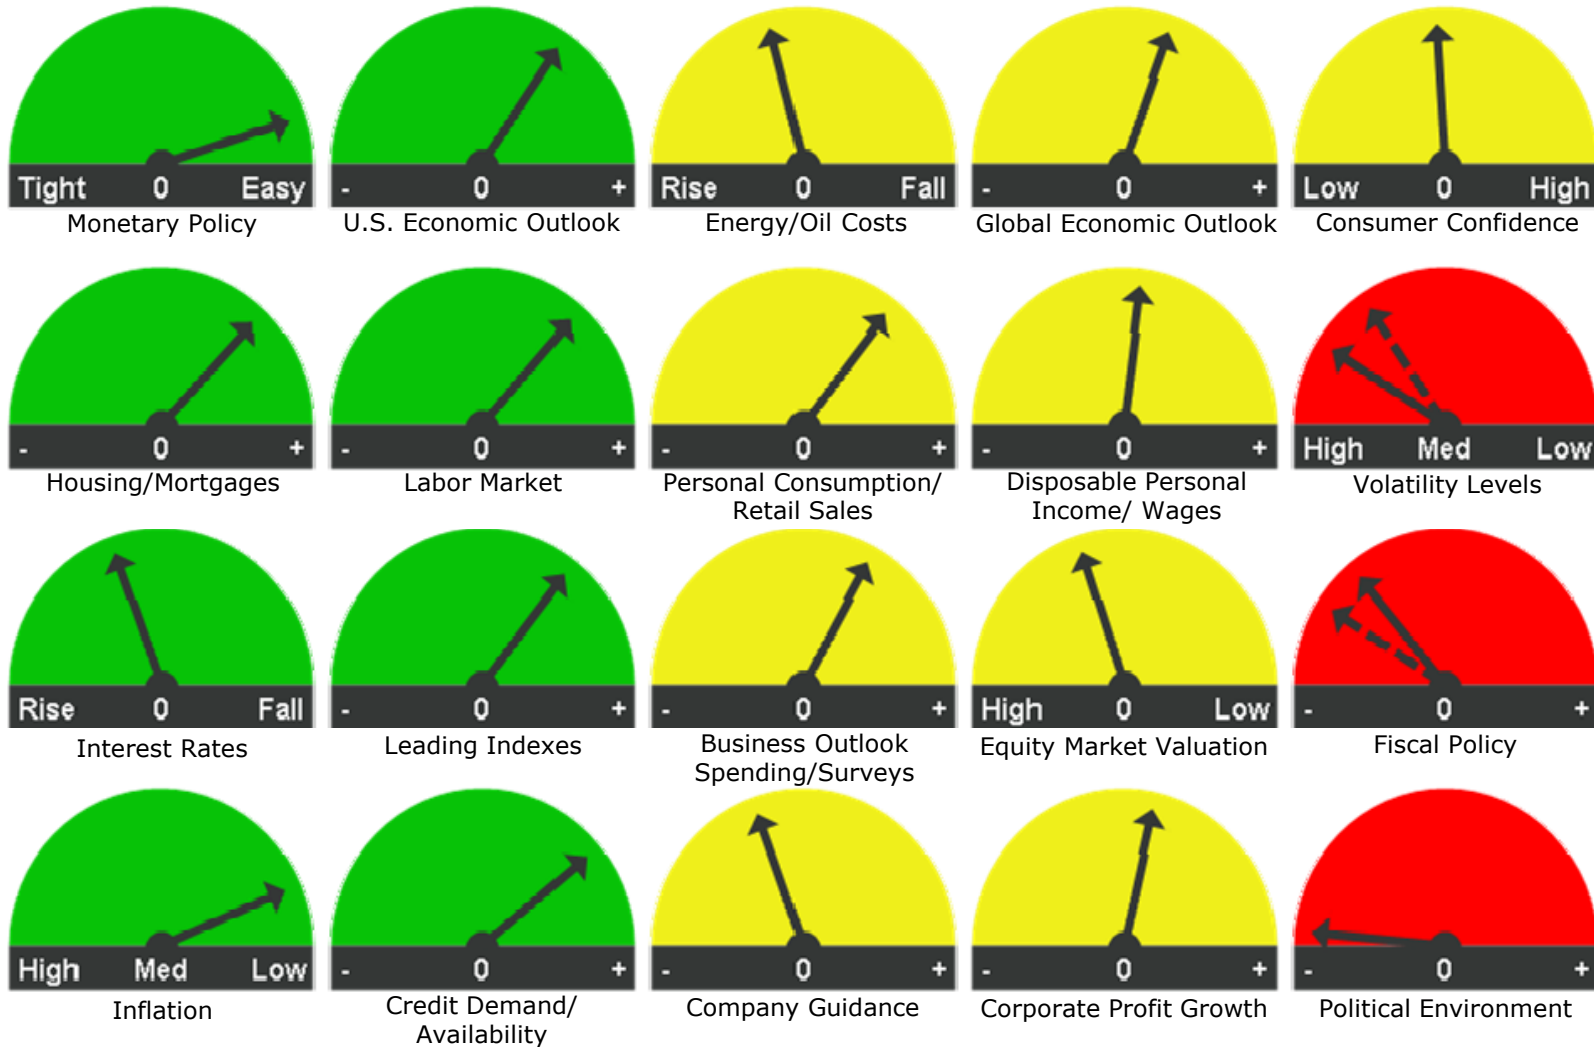 Tight 0 Easy
Monetary Policy
- 0 +
U.S. Economic Outlook
Rise 0 Fall
Energy/Oil Costs
- 0 +
Global Economic Outlook
Low 0 High
Consumer Confidence
- 0 +
Housing/Mortgages
- 0 +
Labor Market
- 0 +
Personal Consumption/
Retail Sales
- 0 +
Disposable Personal
Income/ Wages
High Med Low
Volatility Levels
Rise 0 Fall
Interest Rates
- 0 +
Leading Indexes
- 0 +
Business Outlook
Spending/Surveys
High 0 Low
Equity Market Valuation
- 0 +
Fiscal Policy
High Med Low
Inflation
- 0 +
Credit Demand/
Availability
- 0 +
Company Guidance
- 0 +
Corporate Profit Growth
- 0 +
Political Environment